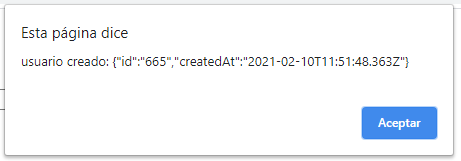 Esta página dice
usuario creado: {"id":"665","createdAt":"2021-02-10T11:51:48.363Z"}
Aceptar